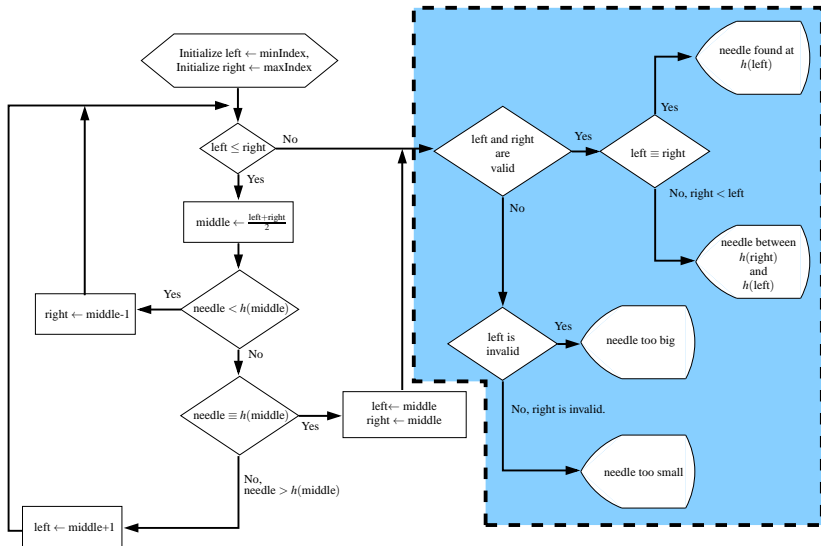 Initialize left ← minIndex,
Initialize right ← maxIndex
left ≤ right
No
Yes
middle ← left+right
2
needle < h(middle)
Yes
right ← middle-1
No
needle ≡ h(middle)
Yes
left← middle
right ← middle
No,
needle > h(middle)
left ← middle+1
left and right
are
valid
Yes
left ≡ right
Yes
needle found at
h(left)
No, right < left
needle between
h(right)
and
h(left)
No
left is
invalid
Yes
needle too big
No, right is invalid.
needle too small